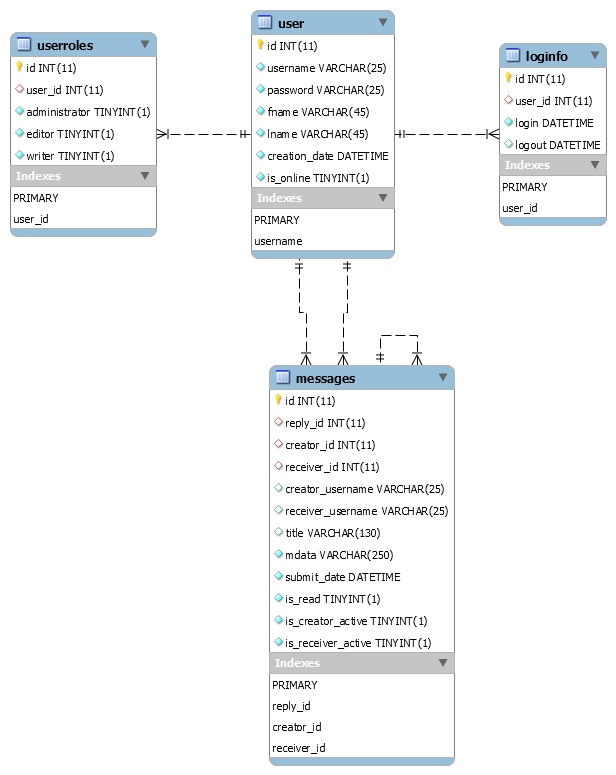 userroles
id INT(11)
user_id INT(11)
administrator TINYINT(1)
editor TINYINT(1)
writer TINYINT(1)
Indexes
PRIMARY
user_id
user
id INT(11)
username VARCHAR(25)
password VARCHAR(25)
fname VARCHAR(45)
lname VARCHAR(45)
creation_date DATETIME
is_online TINYINT(1)
Indexes
PRIMARY
username
loginfo
id INT(11)
user_id INT(11)
login DATETIME
logout DATETIME
Indexes
PRIMARY
user_id
messages
id INT(11)
reply_id INT(11)
creator_id INT(11)
receiver_id INT(11)
creator_username VARCHAR(25)
receiver_username VARCHAR(25)
title VARCHAR(130)
mdata VARCHAR(250)
submit_date DATETIME
is_read TINYINT(1)
is_creator_active TINYINT(1)
is_receiver_active TINYINT(1)
Indexes
PRIMARY
reply_id
creator_id
receiver_id